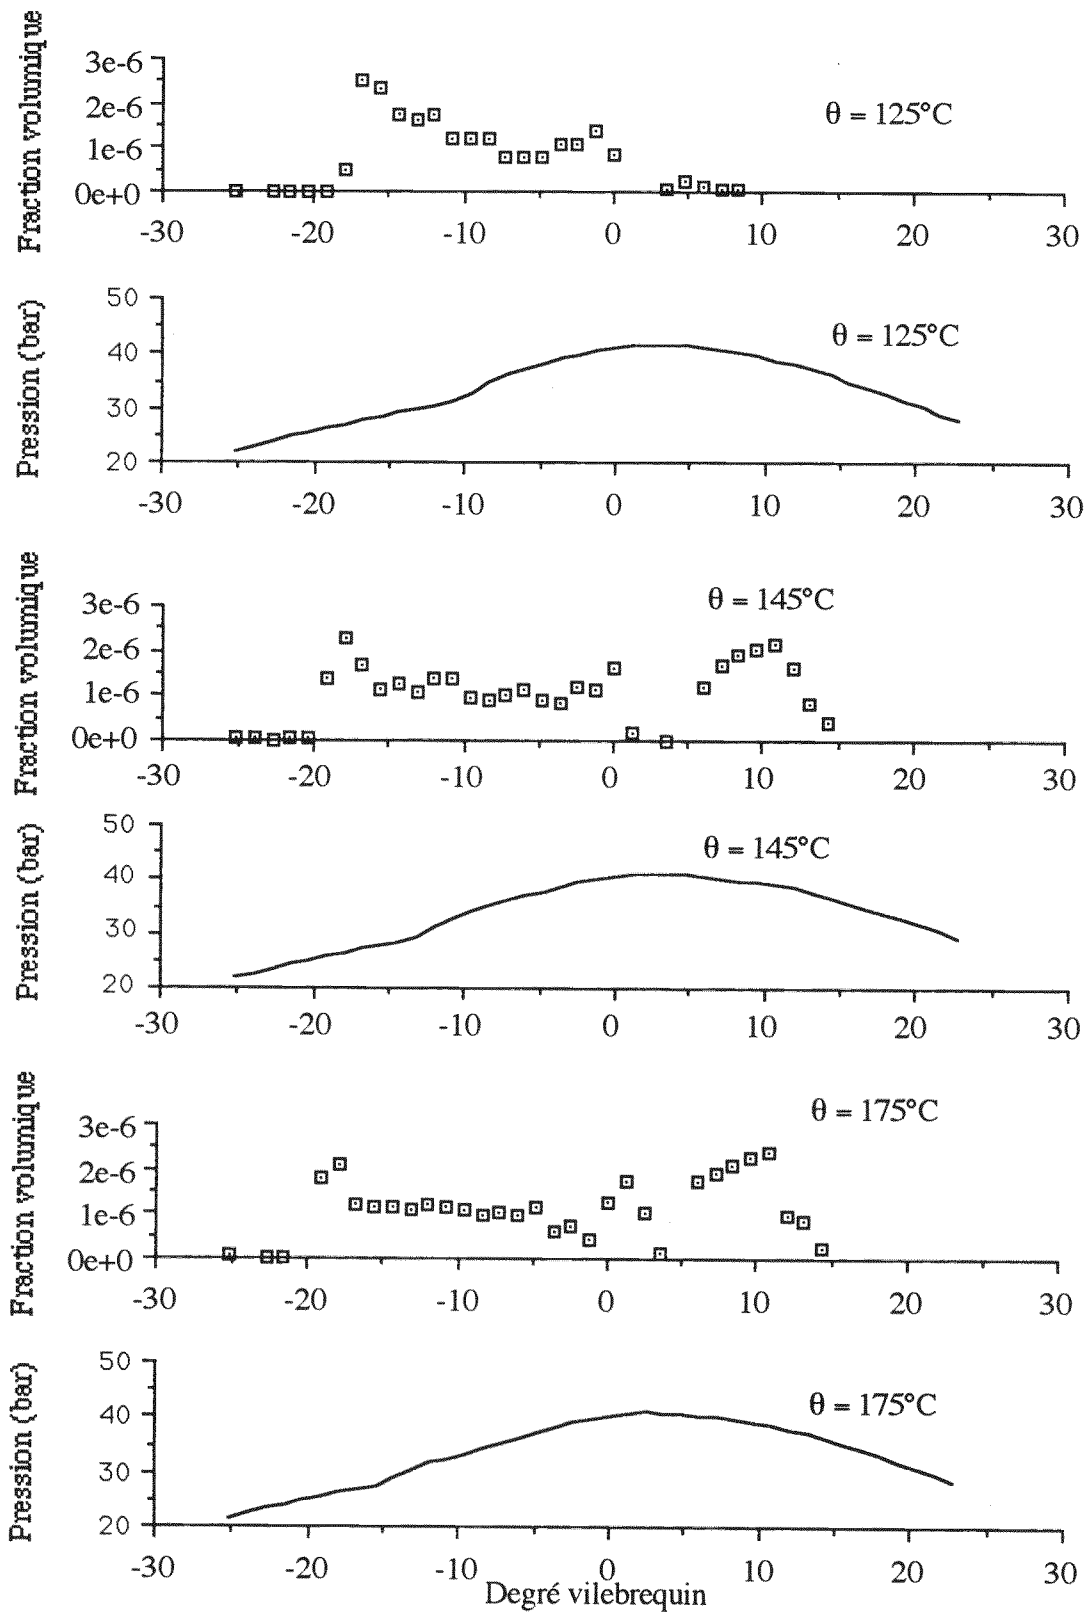 Fraction volumique
3e-6
2e-6
1e-6
0e+0
θ = 125°C
-30 -20 -10 0 10 20 30
Pression (bar)
50
40
30
20
θ = 125°C
-30 -20 -10 0 10 20 30
Fraction volumique
3e-6
2e-6
1e-6
0e+0
θ = 145°C
-30 -20 -10 0 10 20 30
Pression (bar)
50
40
30
20
θ = 145°C
-30 -20 -10 0 10 20 30
Fraction volumique
3e-6
2e-6
1e-6
0e+0
θ = 175°C
-30 -20 -10 0 10 20 30
Pression (bar)
50
40
30
20
θ = 175°C
-30 -20 -10 0 10 20 30
Degré vilebrequin